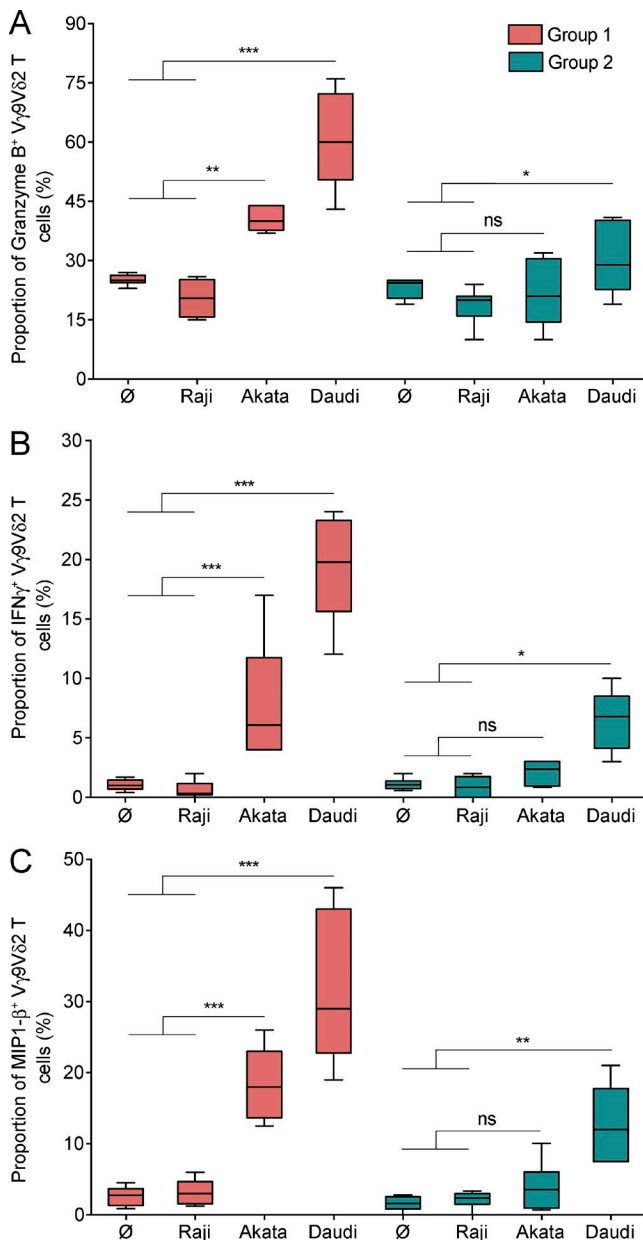 A
Proportion of Granzyme B⁺ Vγ9Vδ2 T
cells (%)
90
75
60
45
30
15
0
Group 1
Group 2
***
**
*
ns
Ø Raji Akata Daudi Ø Raji Akata Daudi
B
Proportion of IFNγ⁺ Vγ9Vδ2 T
cells (%)
30
25
20
15
10
5
0
***
***
*
ns
Ø Raji Akata Daudi Ø Raji Akata Daudi
C
Proportion of MIP1-β⁺ Vγ9Vδ2 T
cells (%)
50
40
30
20
10
0
***
***
**
ns
Ø Raji Akata Daudi Ø Raji Akata Daudi